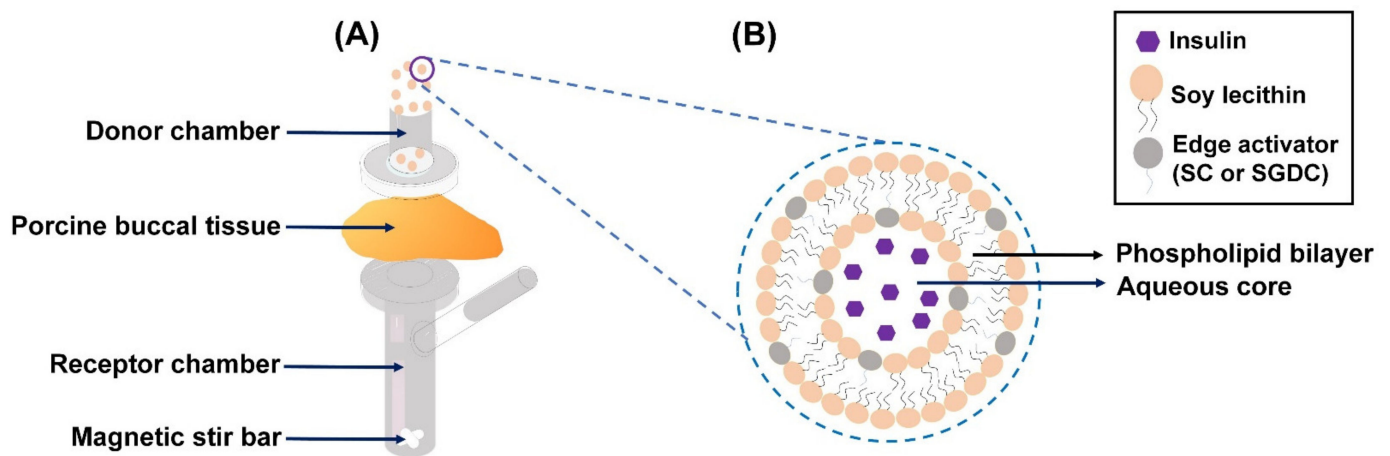 (A)
Donor chamber
Porcine buccal tissue
Receptor chamber
Magnetic stir bar
(B)
Phospholipid bilayer
Aqueous core
Insulin
Soy lecithin
Edge activator
(SC or SGDC)